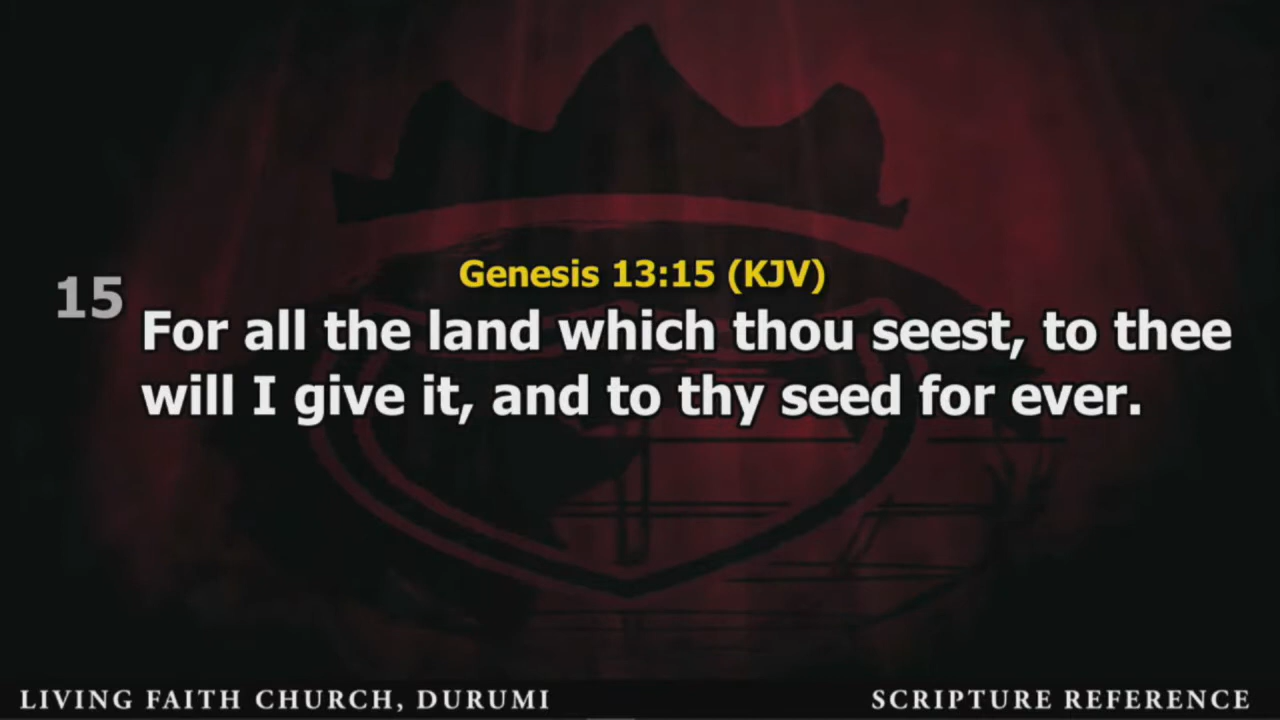 Genesis 13:15 (KJV)
15 For all the land which thou seest, to thee
will I give it, and to thy seed for ever.
LIVING FAITH CHURCH, DURUMI
SCRIPTURE REFERENCE